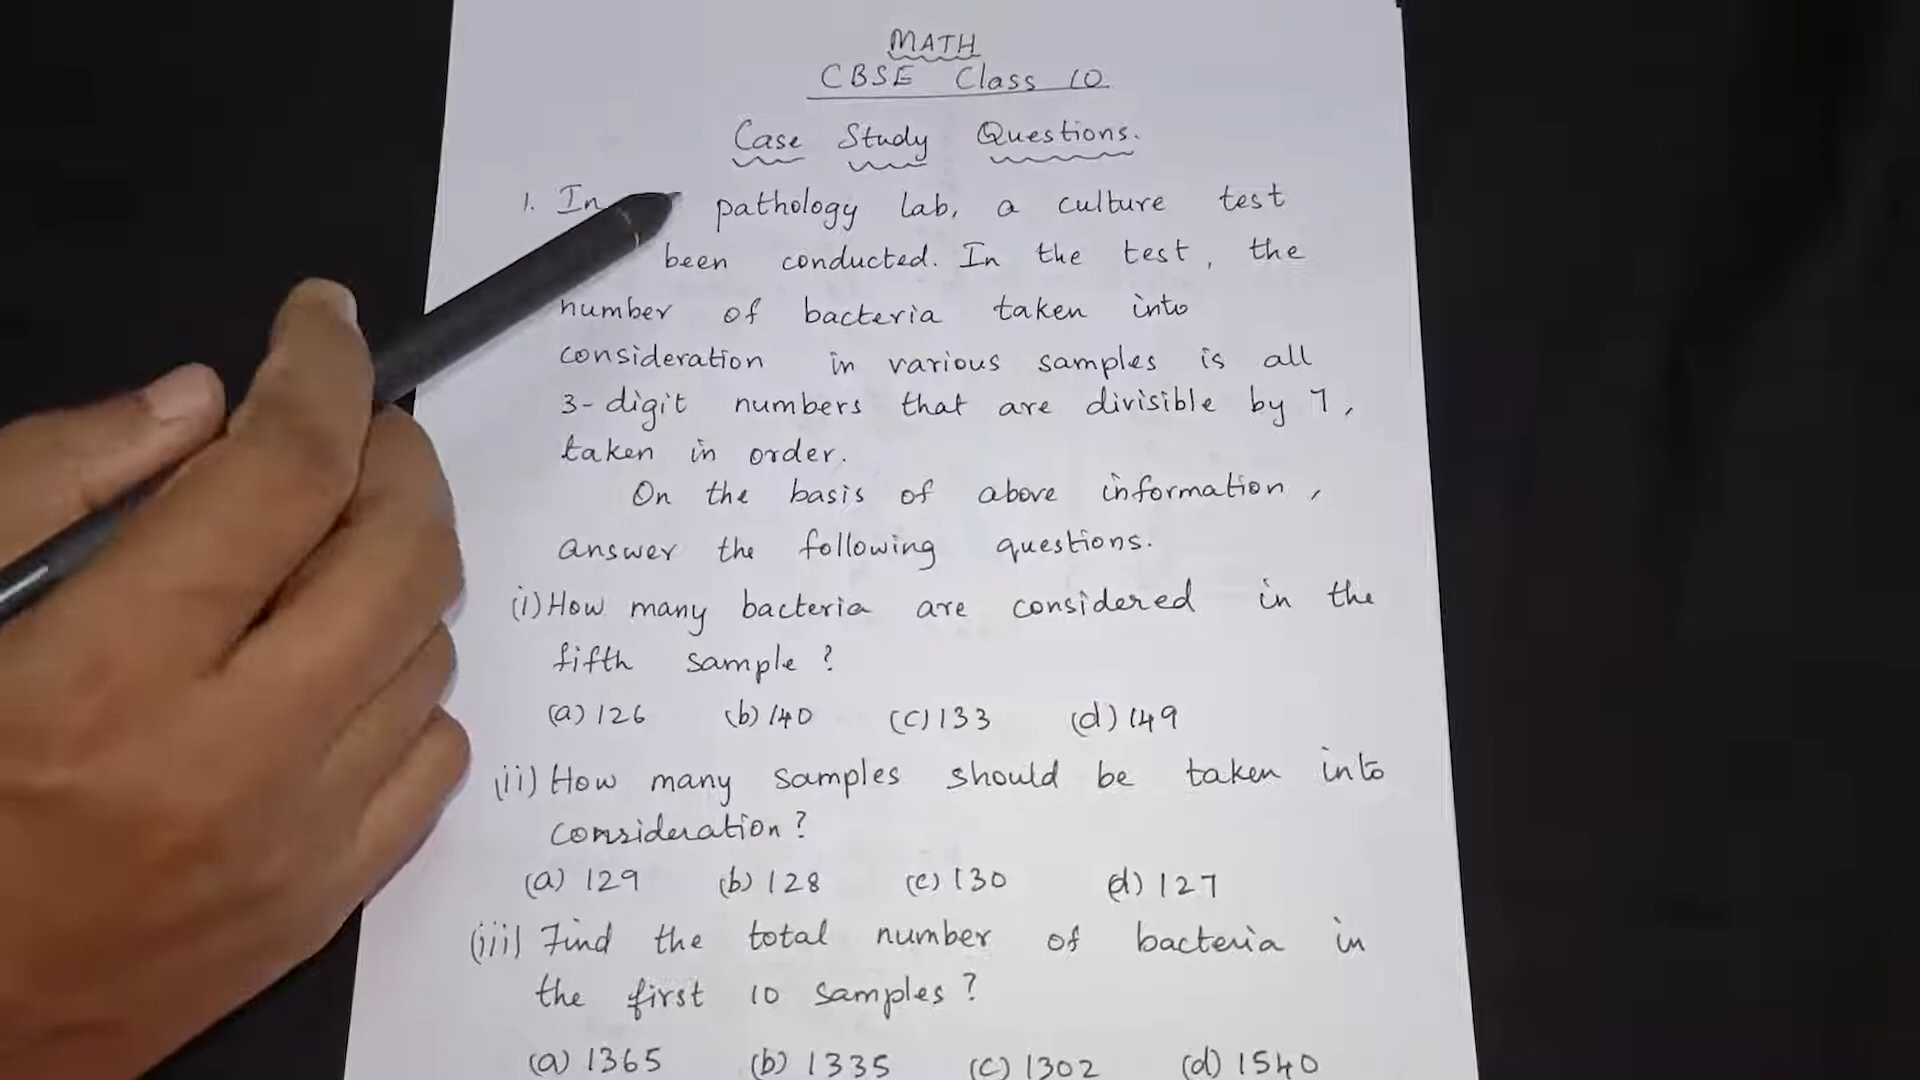 MATH
CBSE Class 10
Case Study Questions.
1. In pathology lab, a culture test
been conducted. In the test, the
number of bacteria taken into
consideration in various samples is all
3-digit numbers that are divisible by 7,
taken in order.
On the basis of above information,
answer the following questions.
(i) How many bacteria are considered in the
fifth sample?
(a) 126 (b) 140 (c) 133 (d) 149
(ii) How many samples should be taken into
consideration?
(a) 129 (b) 128 (c) 130 (d) 127
(iii) Find the total number of bacteria in
the first 10 samples?
(a) 1365 (b) 1335 (c) 1302 (d) 1540